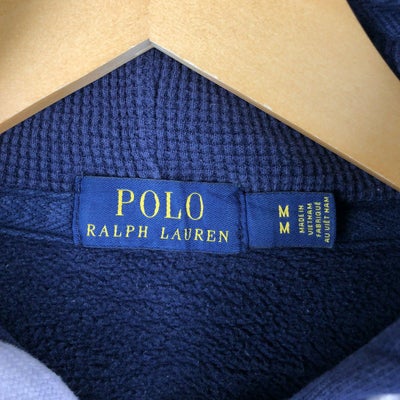 POLO
RALPH LAUREN
M
M
MADE IN
VIETNAM
FABRIQUÉ
AU VIÊT NAM